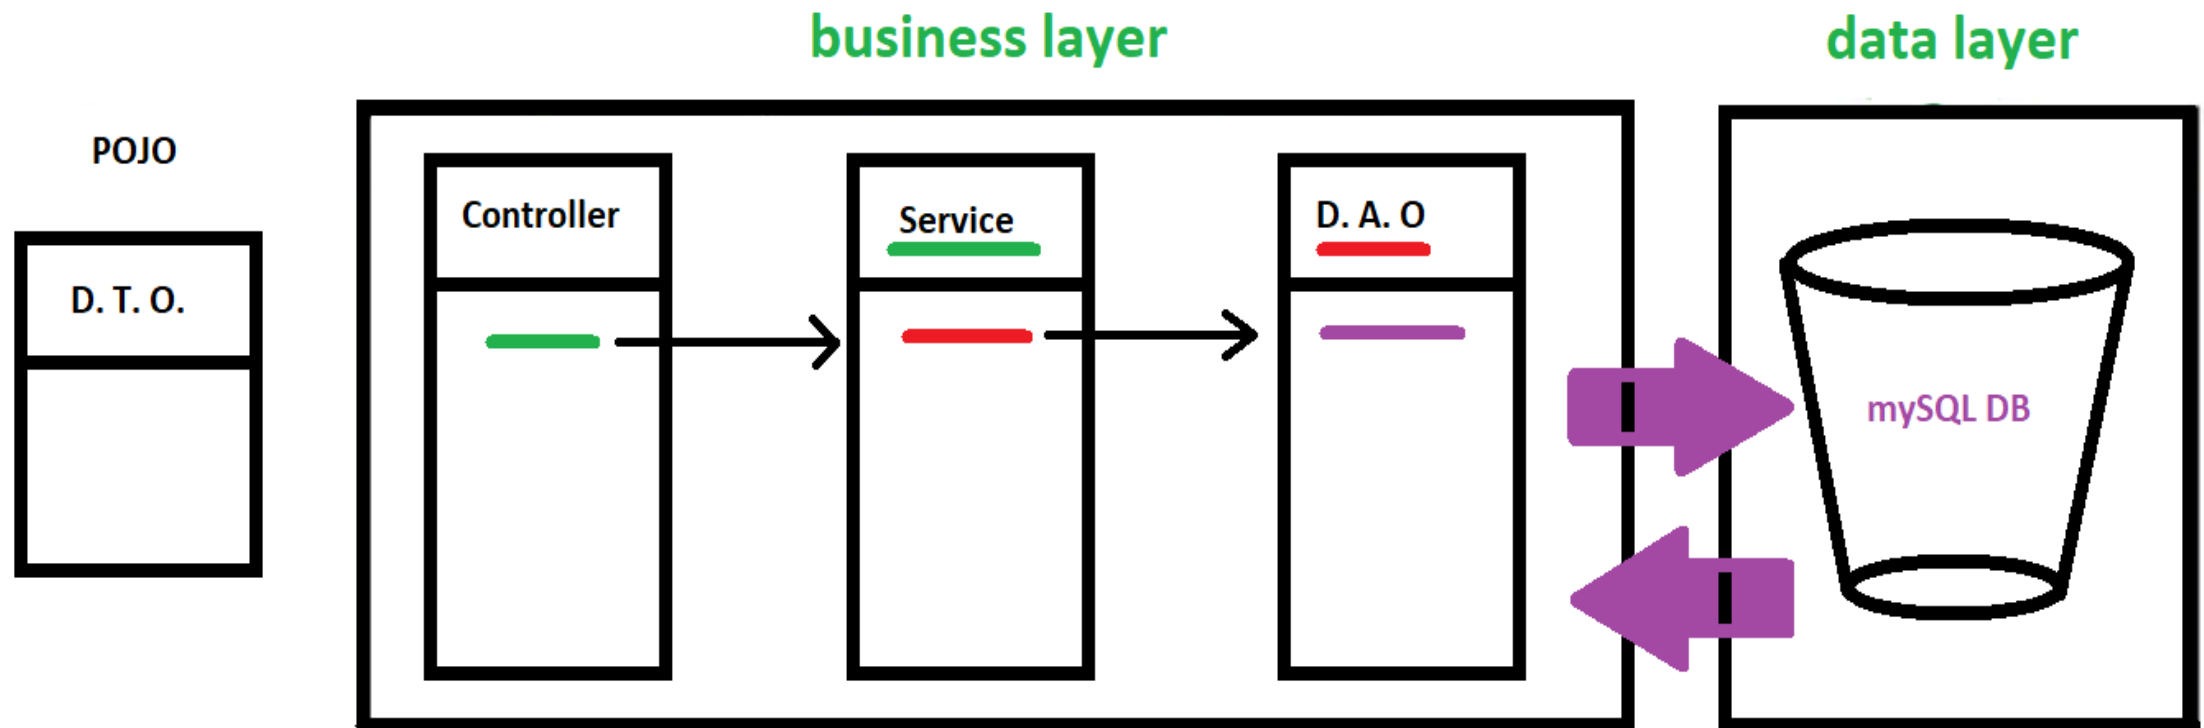 business layer
data layer
POJO
Controller
Service
D. A. O
D. T. O.
mySQL DB